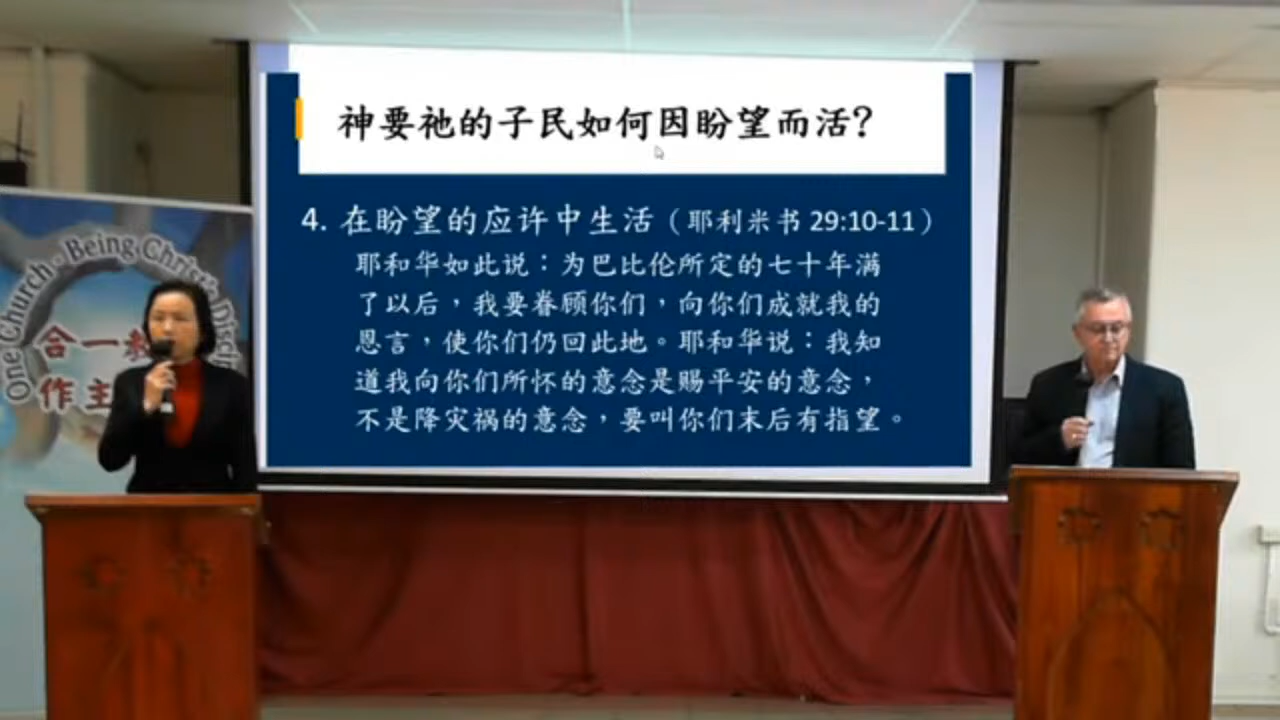 神要祂的子民如何因盼望而活?
4. 在盼望的应许中生活（耶利米书 29:10-11）
耶和华如此说：为巴比伦所定的七十年满
了以后，我要眷顾你们，向你们成就我的
恩言，使你们仍回此地。耶和华说：我知
道我向你们所怀的意念是赐平安的意念，
不是降灾祸的意念，要叫你们末后有指望。
One Church · Being Christ's
合一
作主